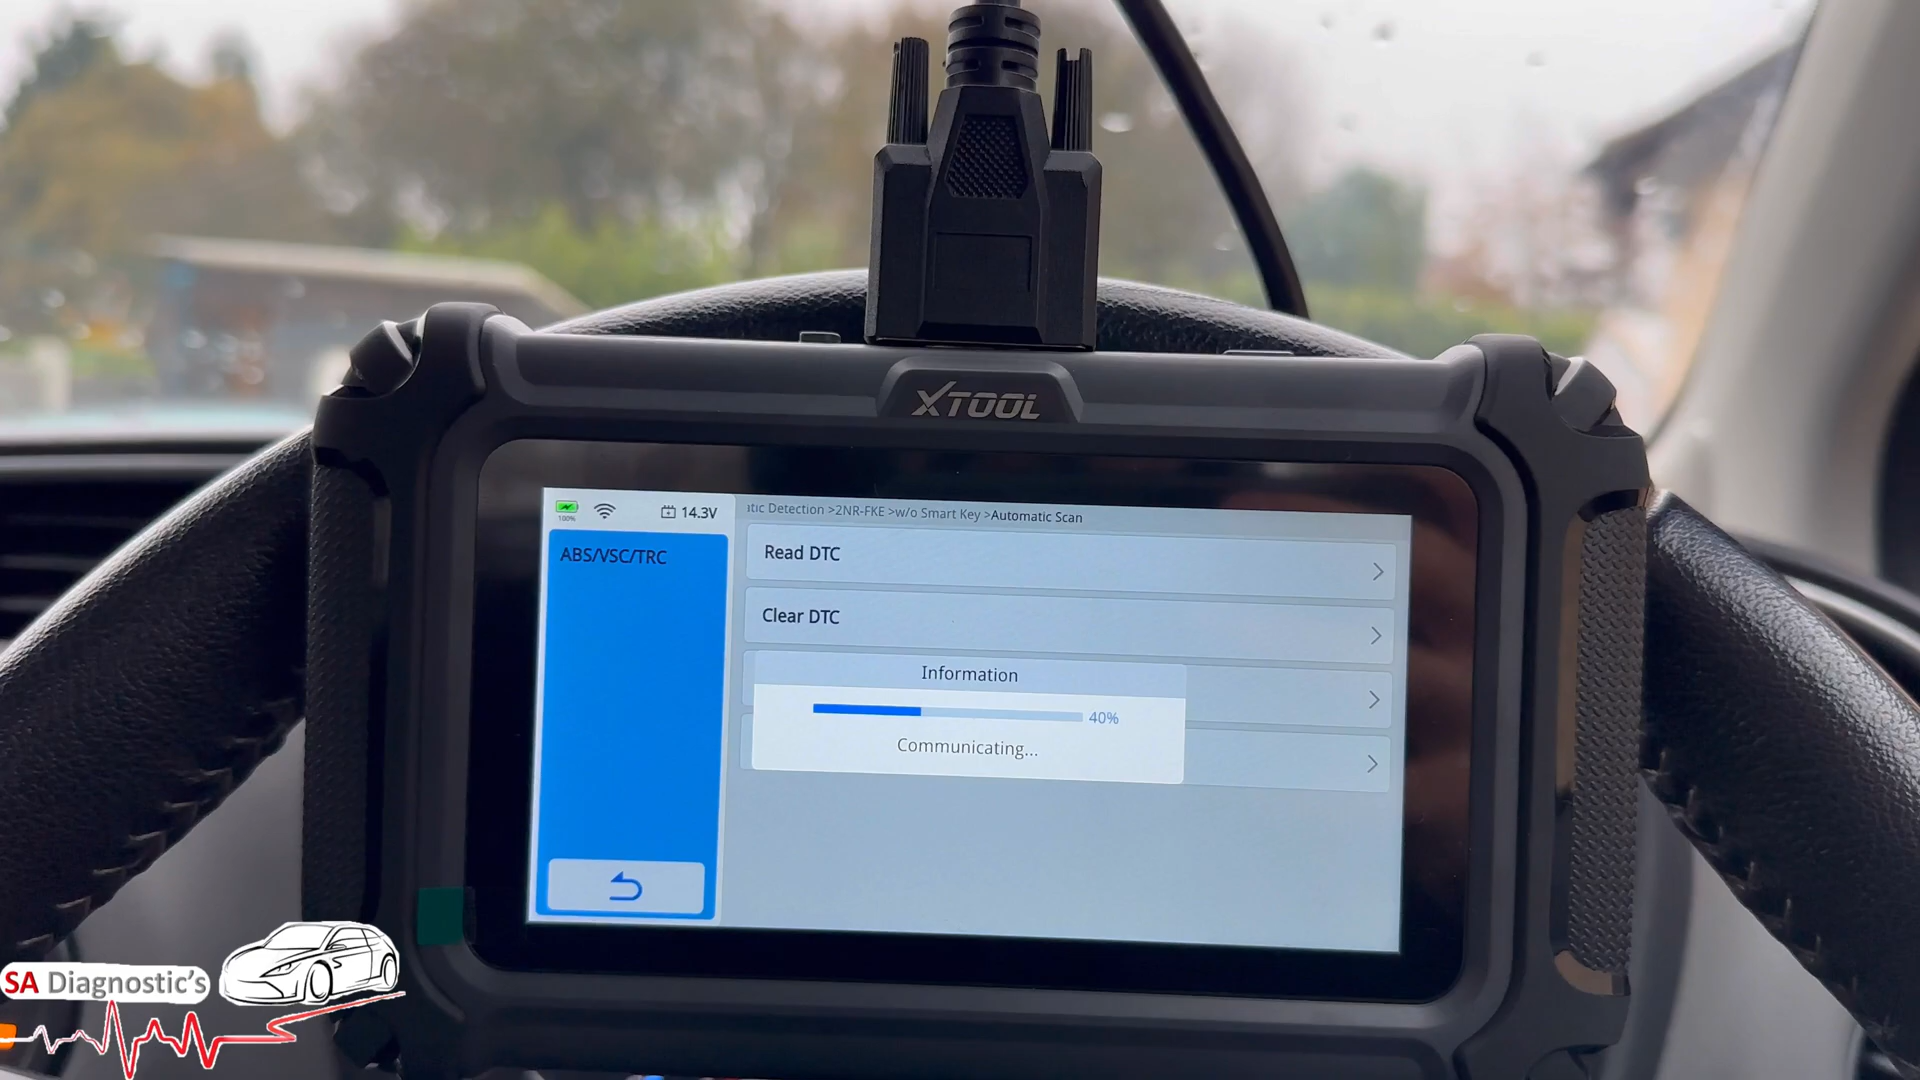 XTOOL
100%
14.3V
itic Detection >2NR-FKE >w/o Smart Key >Automatic Scan
ABS/VSC/TRC
Read DTC
Clear DTC
Information
40%
Communicating...
SA Diagnostic's